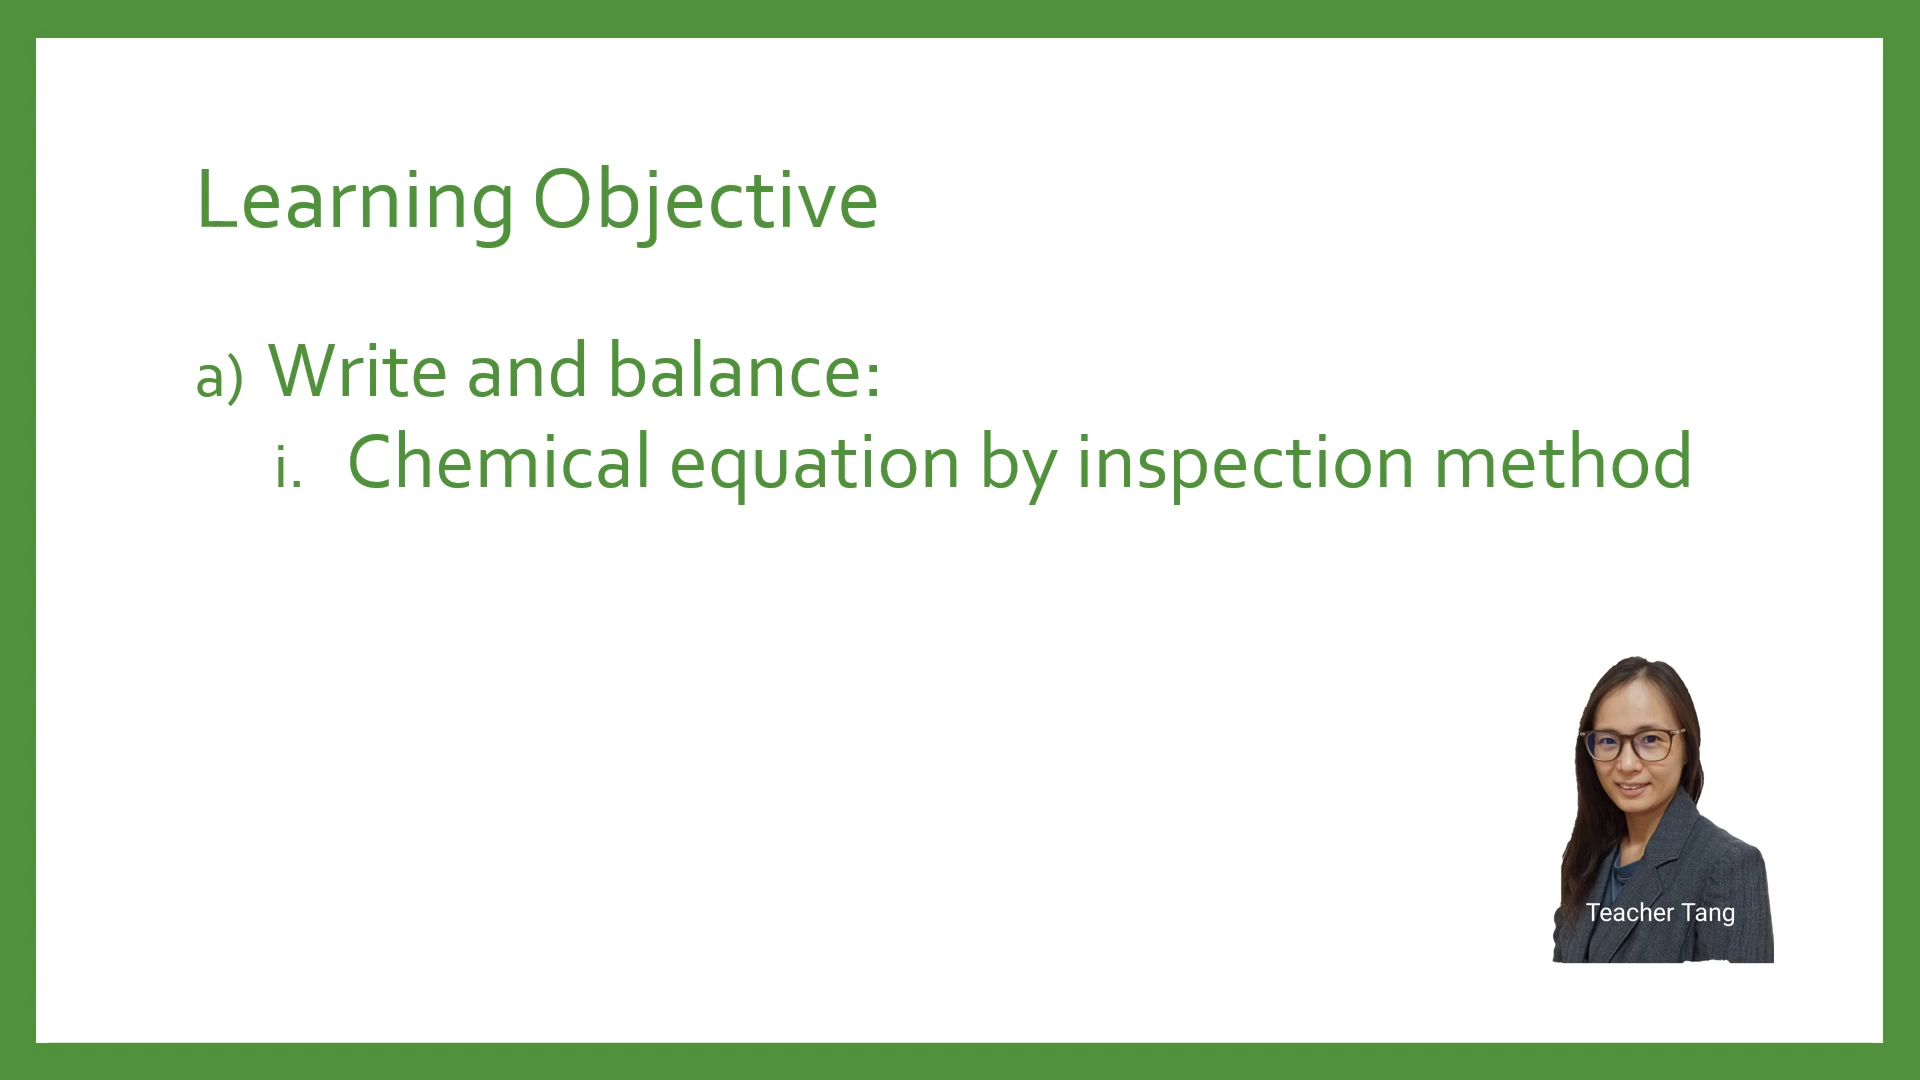 Learning Objective
a) Write and balance:
i. Chemical equation by inspection method
Teacher Tang